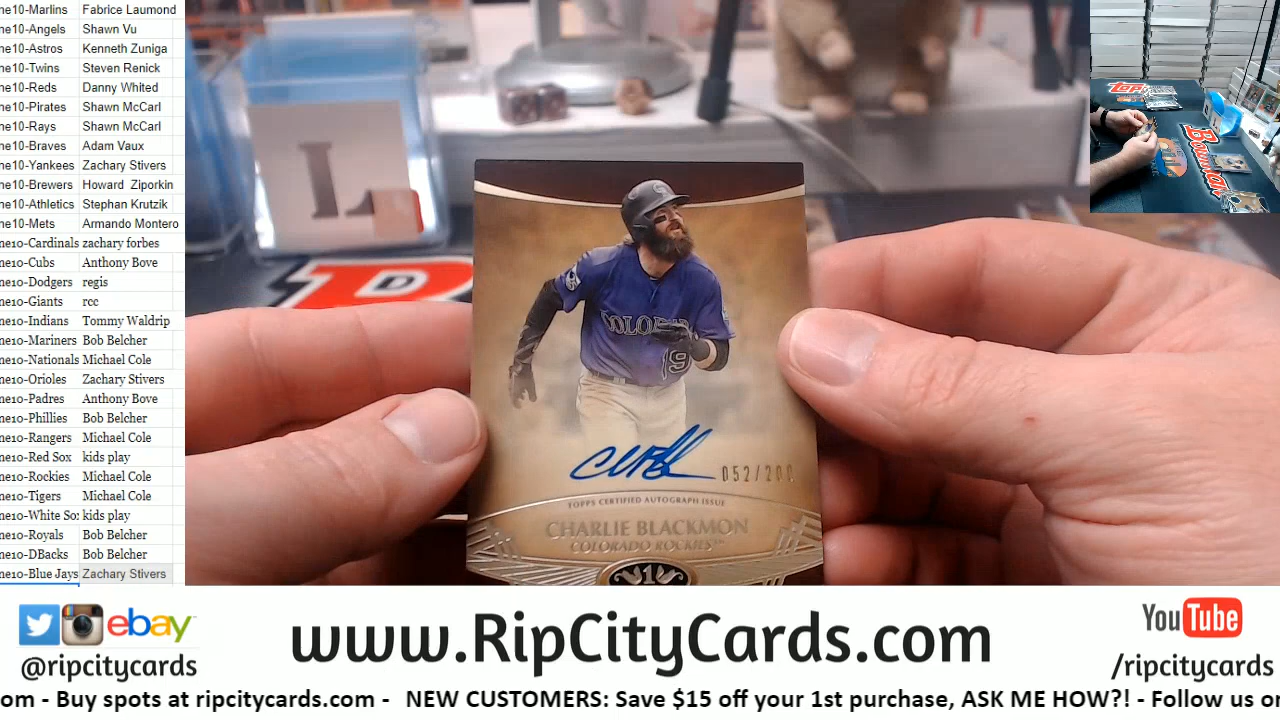 ne10-Marlins Fabrice Laumond
ne10-Angels Shawn Vu
ne10-Astros Kenneth Zuniga
ne10-Twins Steven Renick
ne10-Reds Danny Whited
ne10-Pirates Shawn McCarl
ne10-Rays Shawn McCarl
ne10-Braves Adam Vaux
ne10-Yankees Zachary Stivers
ne10-Brewers Howard Ziporkin
ne10-Athletics Stephan Krutzik
ne10-Mets Armando Montero
ne10-Cardinals zachary forbes
ne10-Cubs Anthony Bove
ne10-Dodgers regis
ne10-Giants rcc
ne10-Indians Tommy Waldrip
ne10-Mariners Bob Belcher
ne10-Nationals Michael Cole
ne10-Orioles Zachary Stivers
ne10-Padres Anthony Bove
ne10-Phillies Bob Belcher
ne10-Rangers Michael Cole
ne10-Red Sox kids play
ne10-Rockies Michael Cole
ne10-Tigers Michael Cole
ne10-White So kids play
ne10-Royals Bob Belcher
ne10-DBacks Bob Belcher
ne10-Blue Jays Zachary Stivers
L
topps
Bowman
COLORADO
19
052/200
TOPPS CERTIFIED AUTOGRAPH ISSUE
CHARLIE BLACKMON
COLORADO ROCKIES™
1
ebay
@ripcitycards
www.RipCityCards.com
YouTube
/ripcitycards
om - Buy spots at ripcitycards.com - NEW CUSTOMERS: Save $15 off your 1st purchase, ASK ME HOW?! - Follow us on